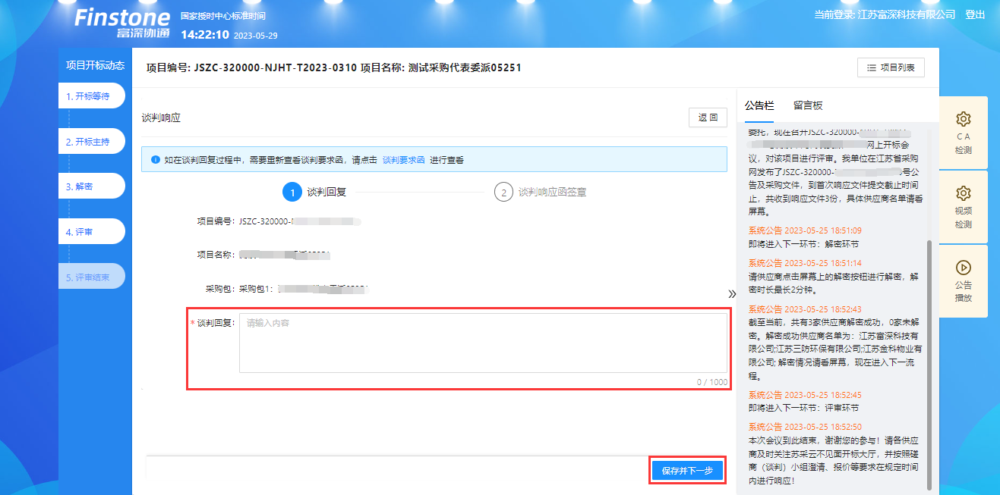 Finstone
富深协通
国家授时中心标准时间
14:22:10 2023-05-29
当前登录: 江苏富深科技有限公司 登出
项目开标动态
1. 开标等待
2. 开标主持
3. 解密
4. 评审
5. 评审结束
项目编号: JSZC-320000-NJHT-T2023-0310 项目名称: 测试采购代表委派05251
项目列表
谈判响应
返 回
如在谈判回复过程中，需要重新查看谈判要求函，请点击 谈判要求函 进行查看
1 谈判回复
2 谈判响应函签章
项目编号: JSZC-320000-
项目名称:
采购包: 采购包1:
* 谈判回复: 请输入内容
0 / 1000
保存并下一步
公告栏 留言板
委托，现在召开JSZC-320000-
网上开标会
议，对该项目进行评审。我单位在江苏省采购
网发布了JSZC-320000- 号公
告及采购文件，到首次响应文件提交截止时间
止，共收到响应文件3份，具体供应商名单请看
屏幕。
系统公告 2023-05-25 18:51:09
即将进入下一环节：解密环节
系统公告 2023-05-25 18:51:14
请供应商点击屏幕上的解密按钮进行解密，解
密时长最长2分钟。
系统公告 2023-05-25 18:52:43
截至当前，共有3家供应商解密成功，0家未解
密。解密成功供应商名单为：江苏富深科技有
限公司;江苏三防环保有限公司;江苏金科物业有
限公司; 解密情况请看屏幕，现在进入下一流
程。
系统公告 2023-05-25 18:52:45
即将进入下一环节：评审环节
系统公告 2023-05-25 18:52:50
本次会议到此结束，谢谢您的参与！请各供应
商及时关注苏采云不见面开标大厅，并按照磋
商（谈判）小组澄清、报价等要求在规定时间
内进行响应！
CA
检测
视频
检测
公告
播放